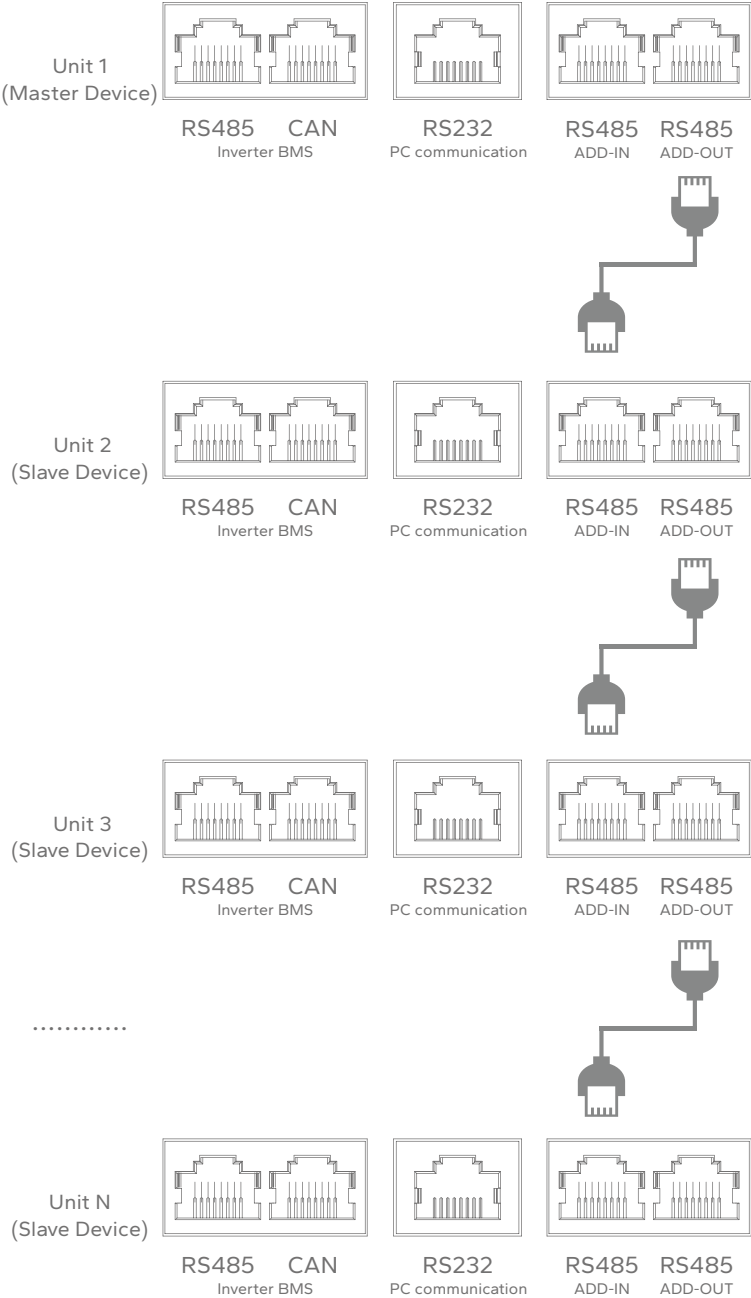 Unit 1
(Master Device)
RS485 CAN RS232 RS485 RS485
Inverter BMS PC communication ADD-IN ADD-OUT
Unit 2
(Slave Device)
RS485 CAN RS232 RS485 RS485
Inverter BMS PC communication ADD-IN ADD-OUT
Unit 3
(Slave Device)
RS485 CAN RS232 RS485 RS485
Inverter BMS PC communication ADD-IN ADD-OUT
............
Unit N
(Slave Device)
RS485 CAN RS232 RS485 RS485
Inverter BMS PC communication ADD-IN ADD-OUT